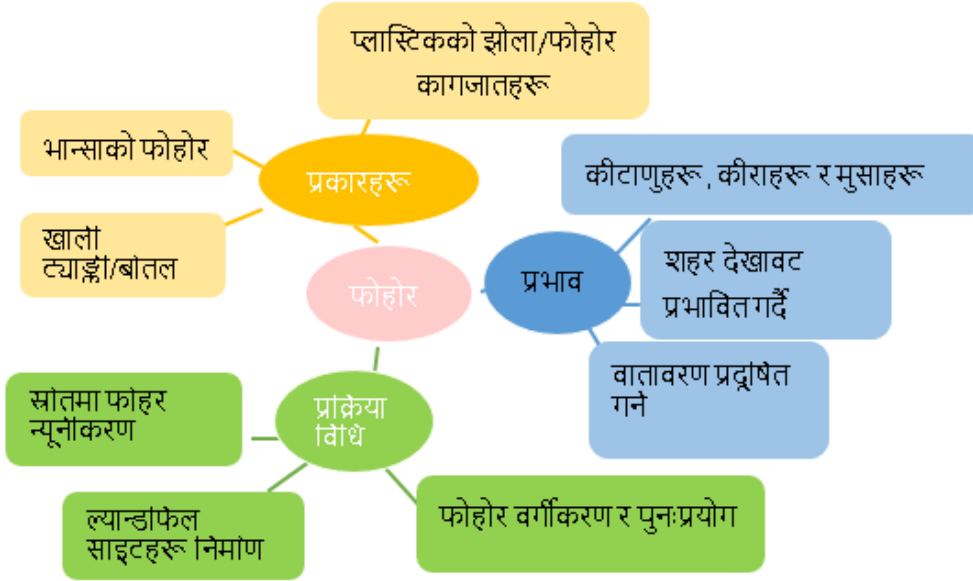 प्लास्टिकको झोला/फोहोर
कागजातहरू
भान्साको फोहोर
प्रकारहरू
खाली
ट्याङ्की/बोतल
फोहोर
कीटाणुहरू, कीराहरू र मुसाहरू
प्रभाव
शहर देखावट
प्रभावित गर्दै
वातावरण प्रदूषित
गर्ने
प्रक्रिया
विधि
स्रोतमा फोहर
न्यूनीकरण
ल्यान्डफिल
साइटहरू निर्माण
फोहोर वर्गीकरण र पुनःप्रयोग